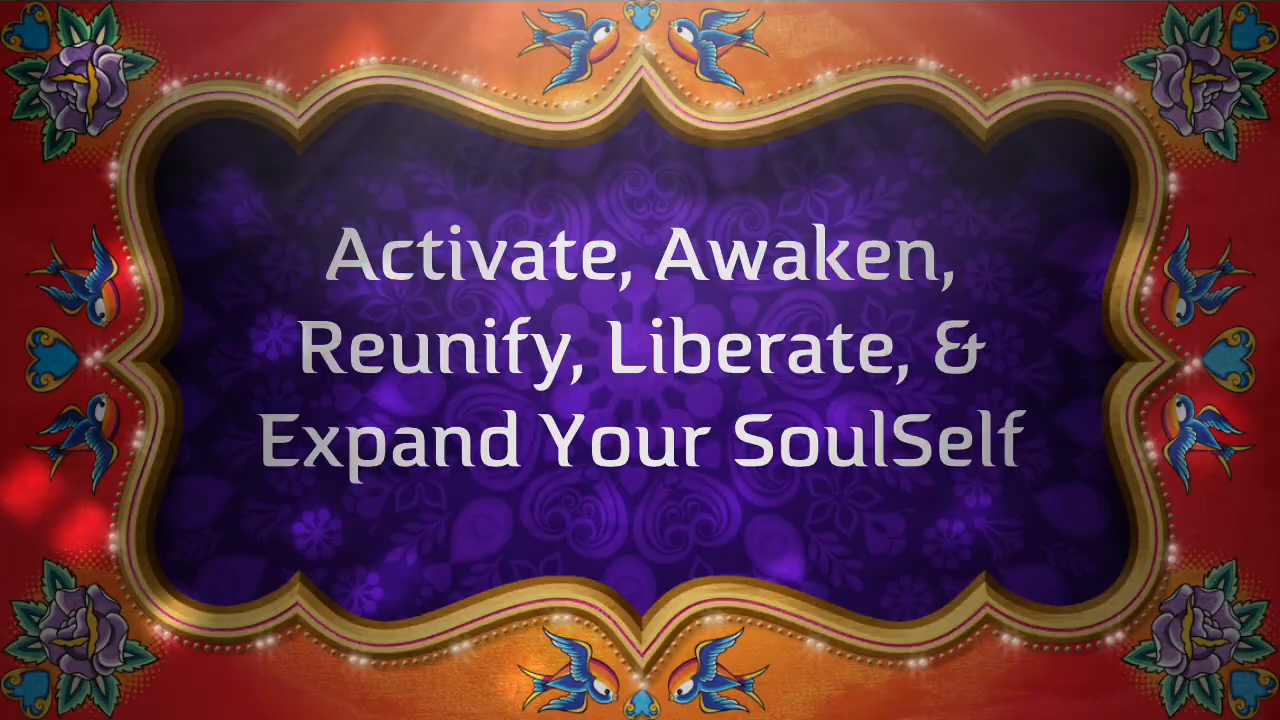 Activate, Awaken,
Reunify, Liberate, &
Expand Your SoulSelf